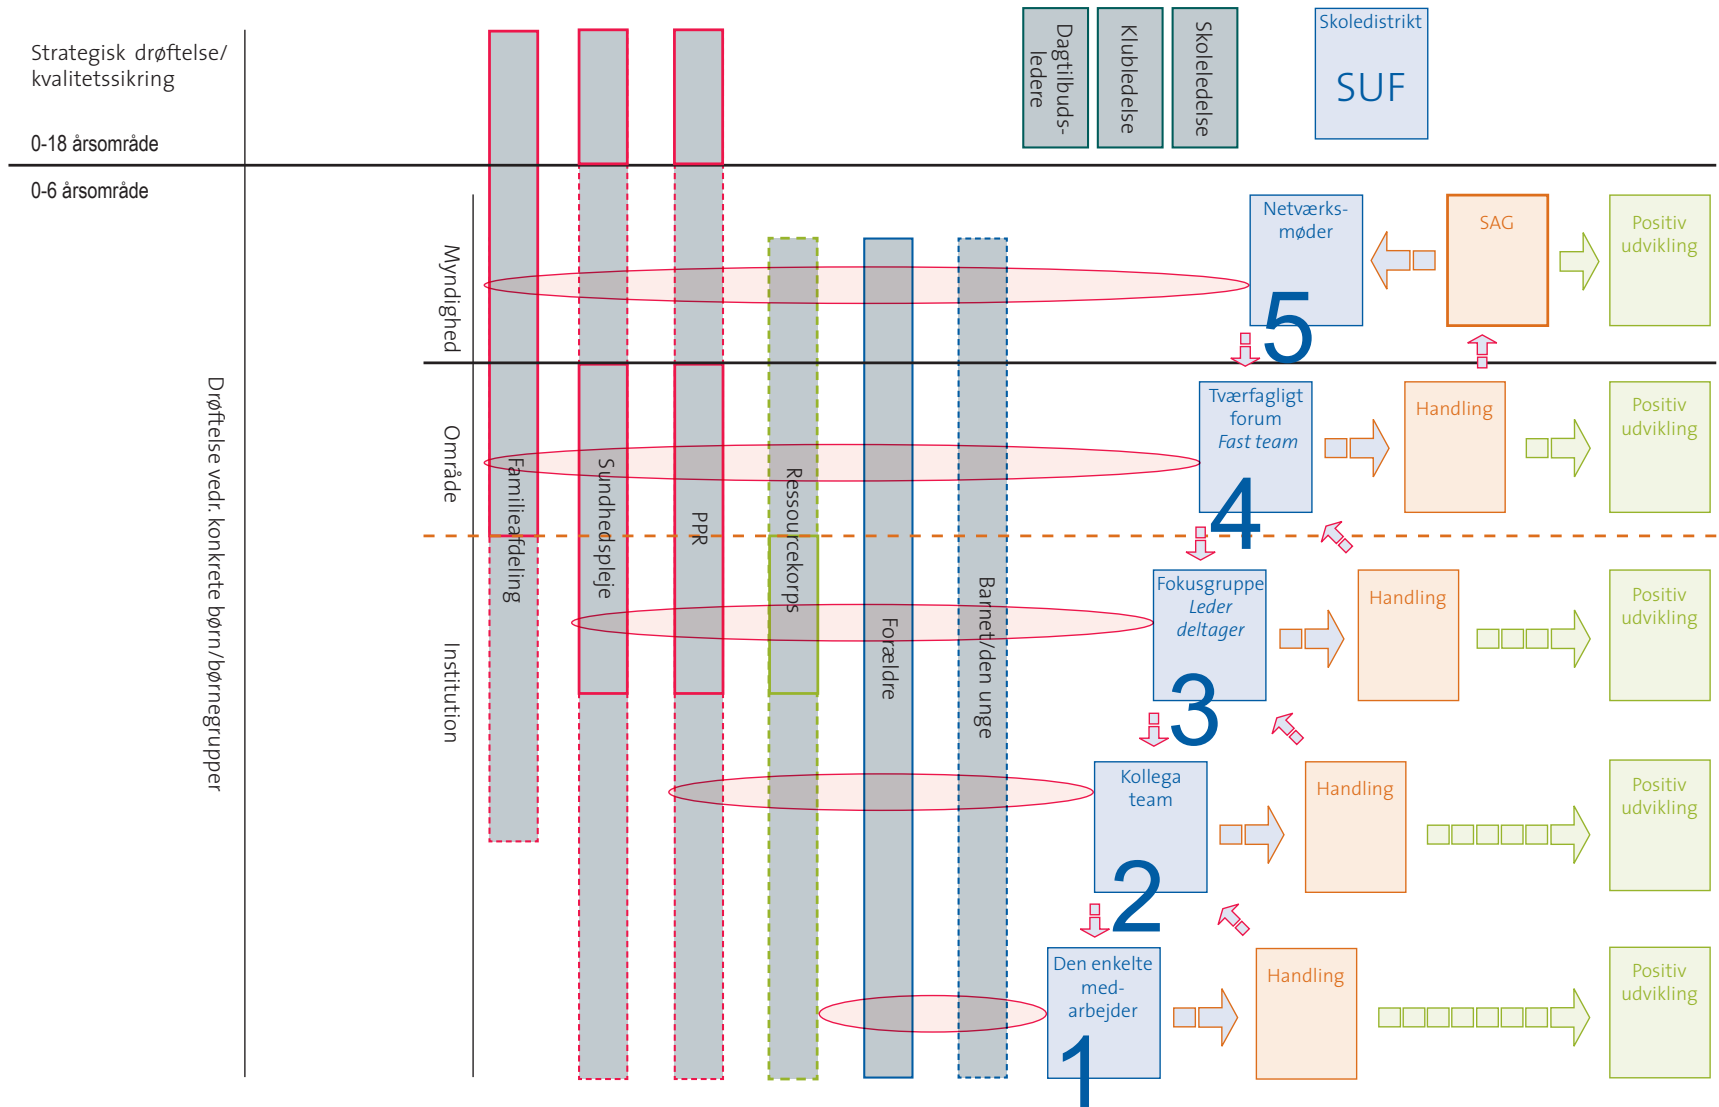 Strategisk drøftelse/
kvalitetssikring
0-18 årsområde
0-6 årsområde
Dagtilbuds-
ledere
Klubledelse
Skoleledelse
Skoledistrikt
SUF
Drøftelse vedr. konkrete børn/børnegrupper
Myndighed
Område
Institution
Familieafdeling
Sundhedspleje
PPR
Ressourcekorps
Forældre
Barnet/den unge
Netværks-
møder
5
SAG
Positiv
udvikling
Tværfagligt
forum
Fast team
4
Handling
Positiv
udvikling
Fokusgruppe
Leder
deltager
3
Handling
Positiv
udvikling
Kollega
team
2
Handling
Positiv
udvikling
Den enkelte
med-
arbejder
1
Handling
Positiv
udvikling